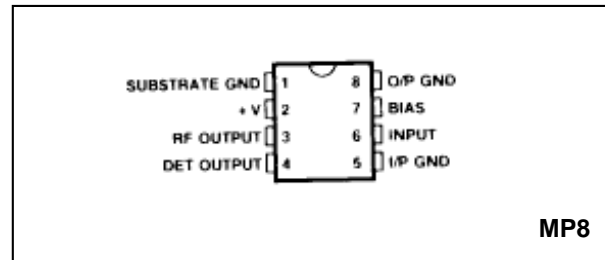 SUBSTRATE GND 1 8 O/P GND
+ V 2 7 BIAS
RF OUTPUT 3 6 INPUT
DET OUTPUT 4 5 I/P GND
MP8